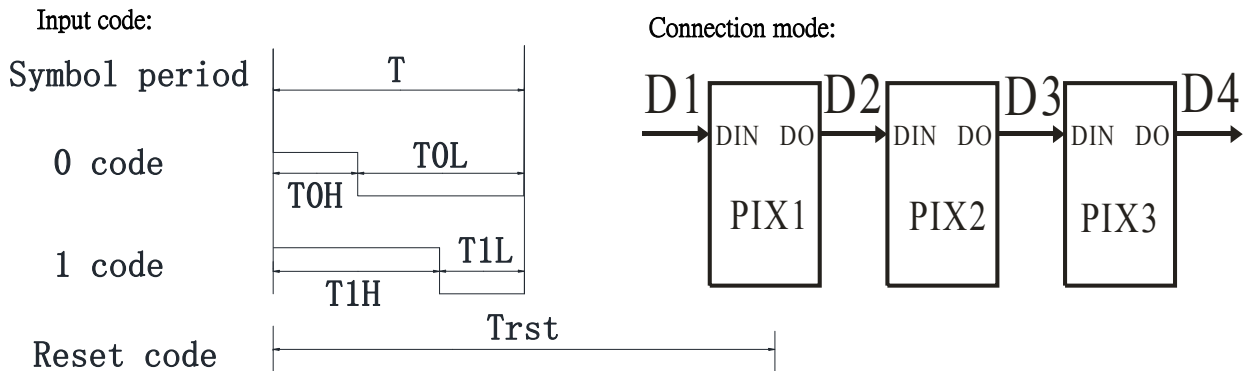 Input code:
Symbol period
T
0 code
T0H
T0L
1 code
T1H
T1L
Reset code
Trst
Connection mode:
D1
D2
D3
D4
DIN DO
DIN DO
DIN DO
PIX1
PIX2
PIX3